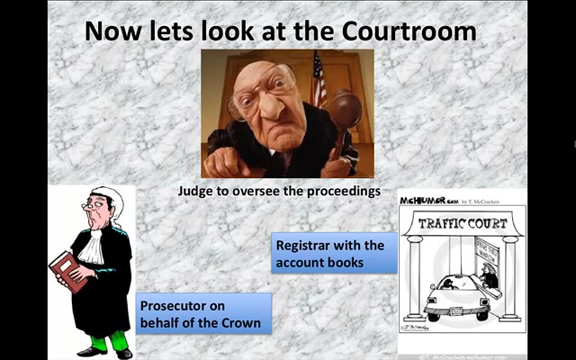 Now lets look at the Courtroom
Judge to oversee the proceedings
McHUMOR.com by T. McCracken
TRAFFIC COURT
Registrar with the
account books
Prosecutor on
behalf of the Crown